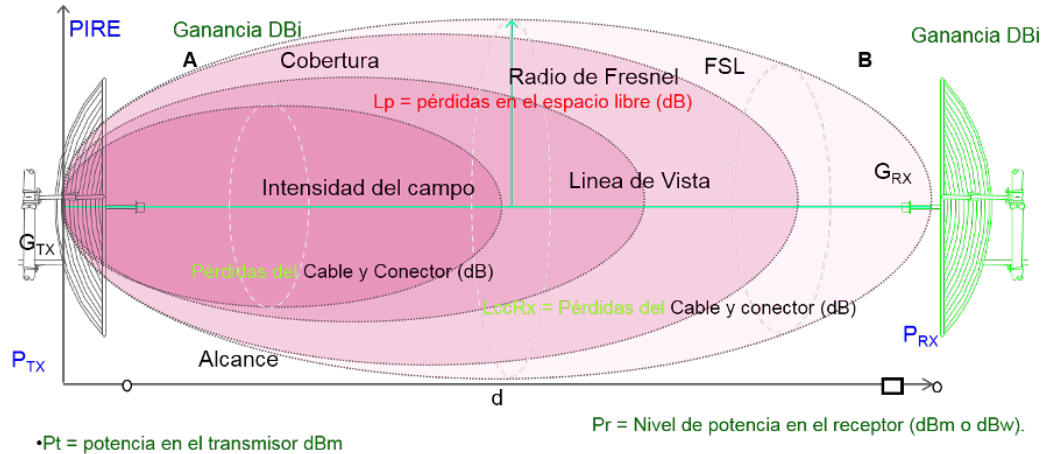 PIRE
Ganancia DBi
Ganancia DBi
A
Cobertura
Radio de Fresnel
FSL
B
Lp = pérdidas en el espacio libre (dB)
Intensidad del campo
Linea de Vista
GRX
GTX
Pérdidas del Cable y Conector (dB)
LccRx = Pérdidas del Cable y conector (dB)
PTX
Alcance
PRX
d
Pr = Nivel de potencia en el receptor (dBm o dBw).
•Pt = potencia en el transmisor dBm